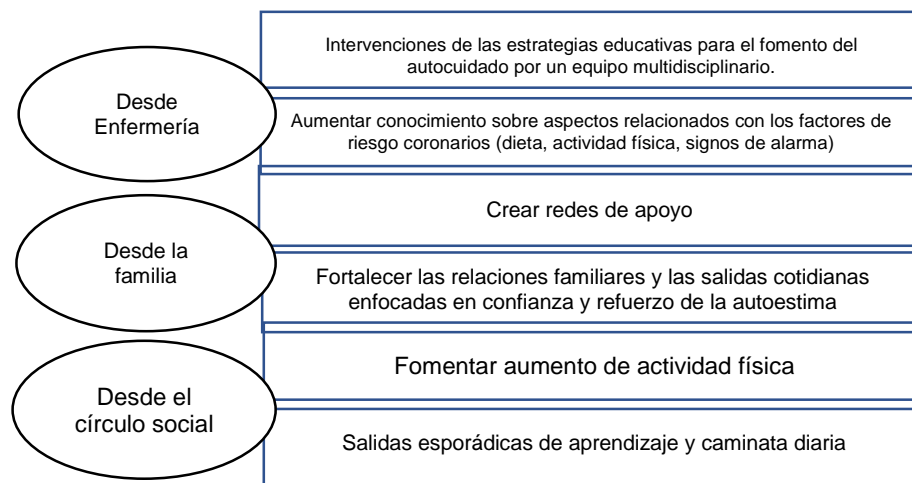 Desde
Enfermería
Intervenciones de las estrategias educativas para el fomento del
autocuidado por un equipo multidisciplinario.
Aumentar conocimiento sobre aspectos relacionados con los factores de
riesgo coronarios (dieta, actividad física, signos de alarma)
Desde la
familia
Crear redes de apoyo
Fortalecer las relaciones familiares y las salidas cotidianas
enfocadas en confianza y refuerzo de la autoestima
Desde el
círculo social
Fomentar aumento de actividad física
Salidas esporádicas de aprendizaje y caminata diaria